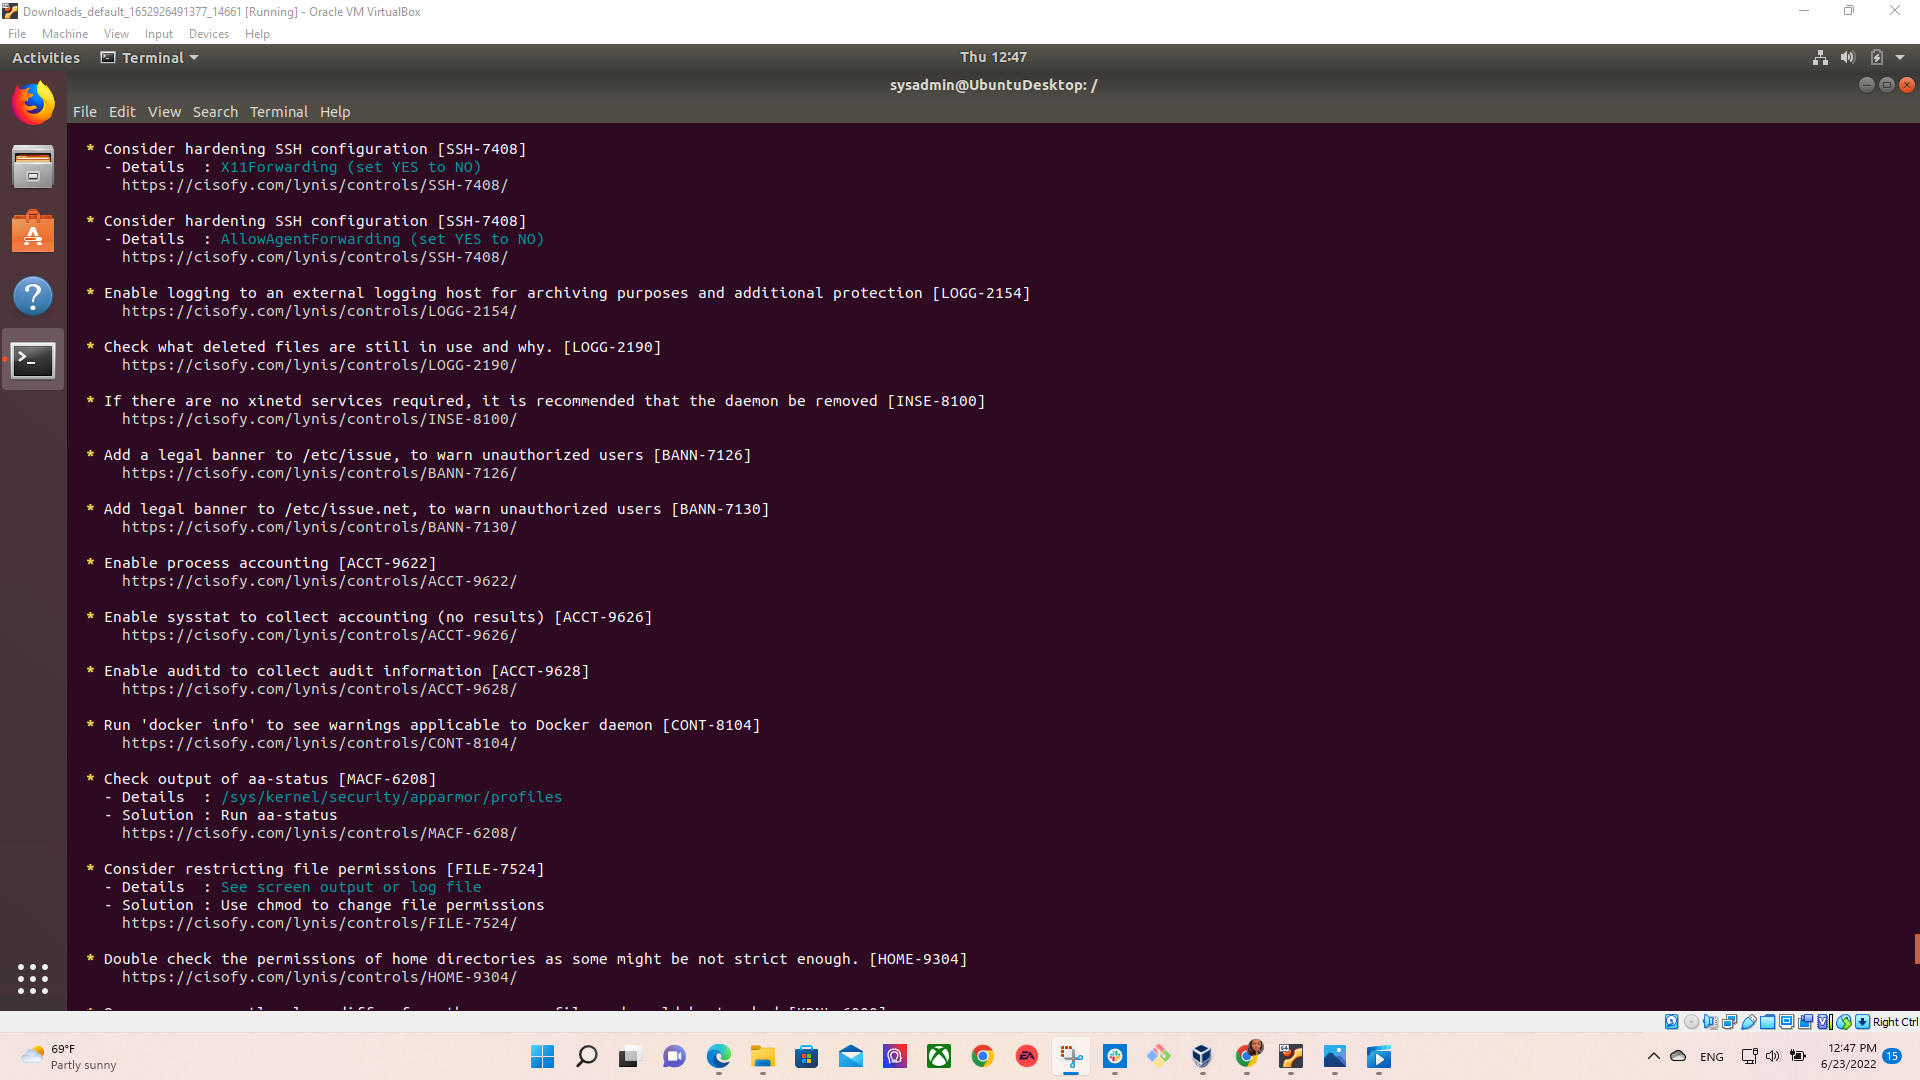 Downloads_default_1652926491377_14661 [Running] - Oracle VM VirtualBox
File Machine View Input Devices Help
Activities Terminal Thu 12:47
sysadmin@UbuntuDesktop: /
File Edit View Search Terminal Help
* Consider hardening SSH configuration [SSH-7408]
- Details : X11Forwarding (set YES to NO)
https://cisofy.com/lynis/controls/SSH-7408/
* Consider hardening SSH configuration [SSH-7408]
- Details : AllowAgentForwarding (set YES to NO)
https://cisofy.com/lynis/controls/SSH-7408/
* Enable logging to an external logging host for archiving purposes and additional protection [LOGG-2154]
https://cisofy.com/lynis/controls/LOGG-2154/
* Check what deleted files are still in use and why. [LOGG-2190]
https://cisofy.com/lynis/controls/LOGG-2190/
* If there are no xinetd services required, it is recommended that the daemon be removed [INSE-8100]
https://cisofy.com/lynis/controls/INSE-8100/
* Add a legal banner to /etc/issue, to warn unauthorized users [BANN-7126]
https://cisofy.com/lynis/controls/BANN-7126/
* Add legal banner to /etc/issue.net, to warn unauthorized users [BANN-7130]
https://cisofy.com/lynis/controls/BANN-7130/
* Enable process accounting [ACCT-9622]
https://cisofy.com/lynis/controls/ACCT-9622/
* Enable sysstat to collect accounting (no results) [ACCT-9626]
https://cisofy.com/lynis/controls/ACCT-9626/
* Enable auditd to collect audit information [ACCT-9628]
https://cisofy.com/lynis/controls/ACCT-9628/
* Run 'docker info' to see warnings applicable to Docker daemon [CONT-8104]
https://cisofy.com/lynis/controls/CONT-8104/
* Check output of aa-status [MACF-6208]
- Details : /sys/kernel/security/apparmor/profiles
- Solution : Run aa-status
https://cisofy.com/lynis/controls/MACF-6208/
* Consider restricting file permissions [FILE-7524]
- Details : See screen output or log file
- Solution : Use chmod to change file permissions
https://cisofy.com/lynis/controls/FILE-7524/
* Double check the permissions of home directories as some might be not strict enough. [HOME-9304]
https://cisofy.com/lynis/controls/HOME-9304/
Right Ctrl
69°F
Partly sunny
ENG
12:47 PM
6/23/2022
15